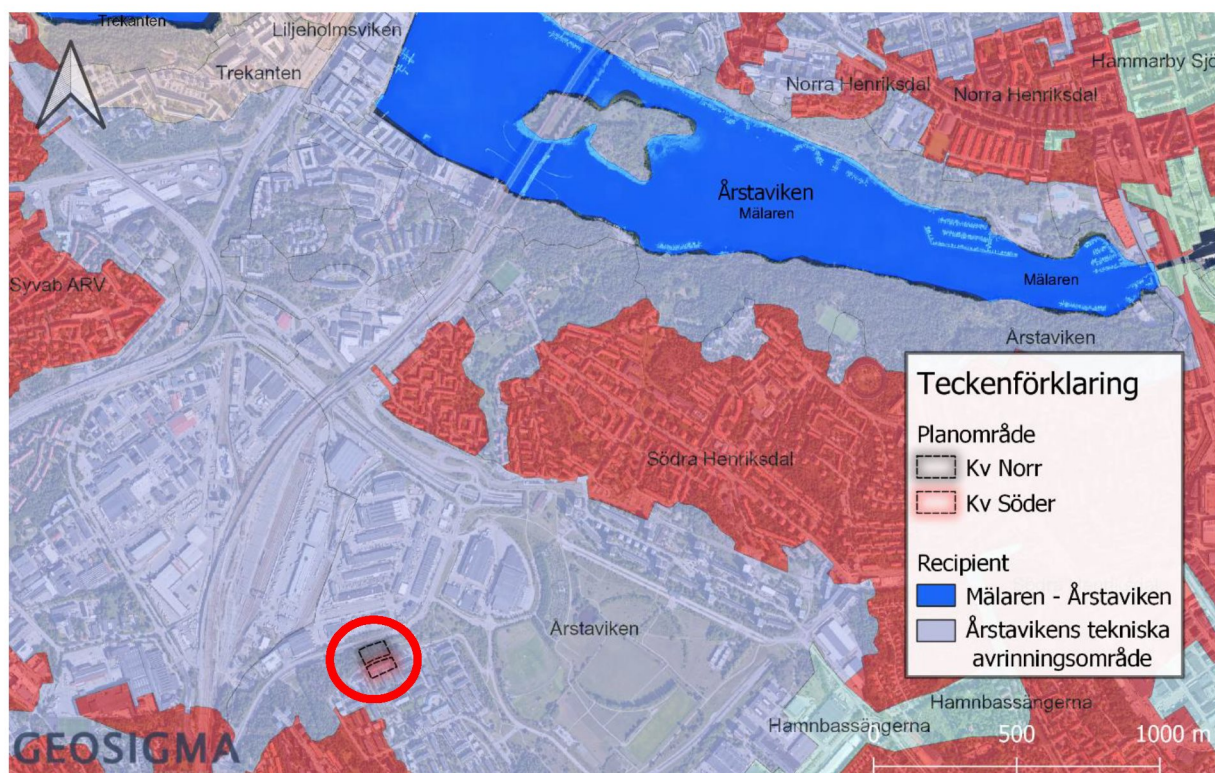 Trekanten
Liljeholmsviken
Trekanten
Hammarby Sjö
Norra Henriksdal
Norra Henriksdal
Årstaviken
Mälaren
Syvab ARV
Mälaren
Årstaviken
Teckenförklaring
Planområde
Kv Norr
Kv Söder
Södra Henriksdal
Recipient
Mälaren - Årstaviken
Årstavikens tekniska
avrinningsområde
Årstaviken
Hamnbassängerna
Hamnbassängerna
GEOSIGMA
0 500 1000 m